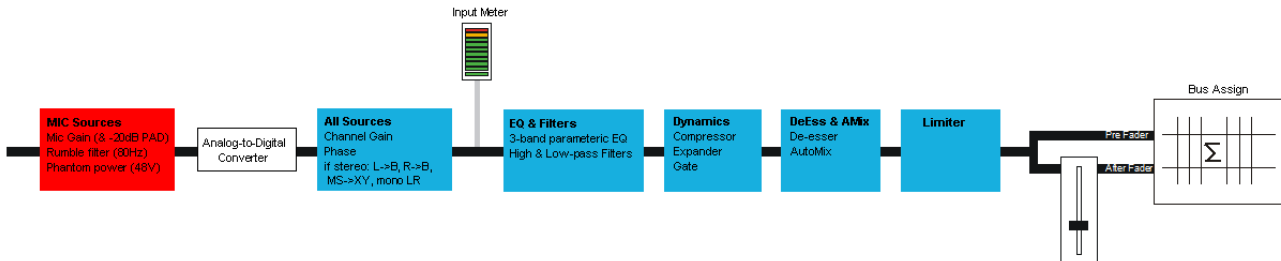 Input Meter
MIC Sources
Mic Gain (& -20dB PAD)
Rumble filter (80Hz)
Phantom power (48V)
Analog-to-Digital
Converter
All Sources
Channel Gain
Phase
if stereo: L->B, R->B,
MS->XY, mono LR
EQ & Filters
3-band parameteric EQ
High & Low-pass Filters
Dynamics
Compressor
Expander
Gate
DeEss & AMix
De-esser
AutoMix
Limiter
Bus Assign
Pre Fader
After Fader
Σ